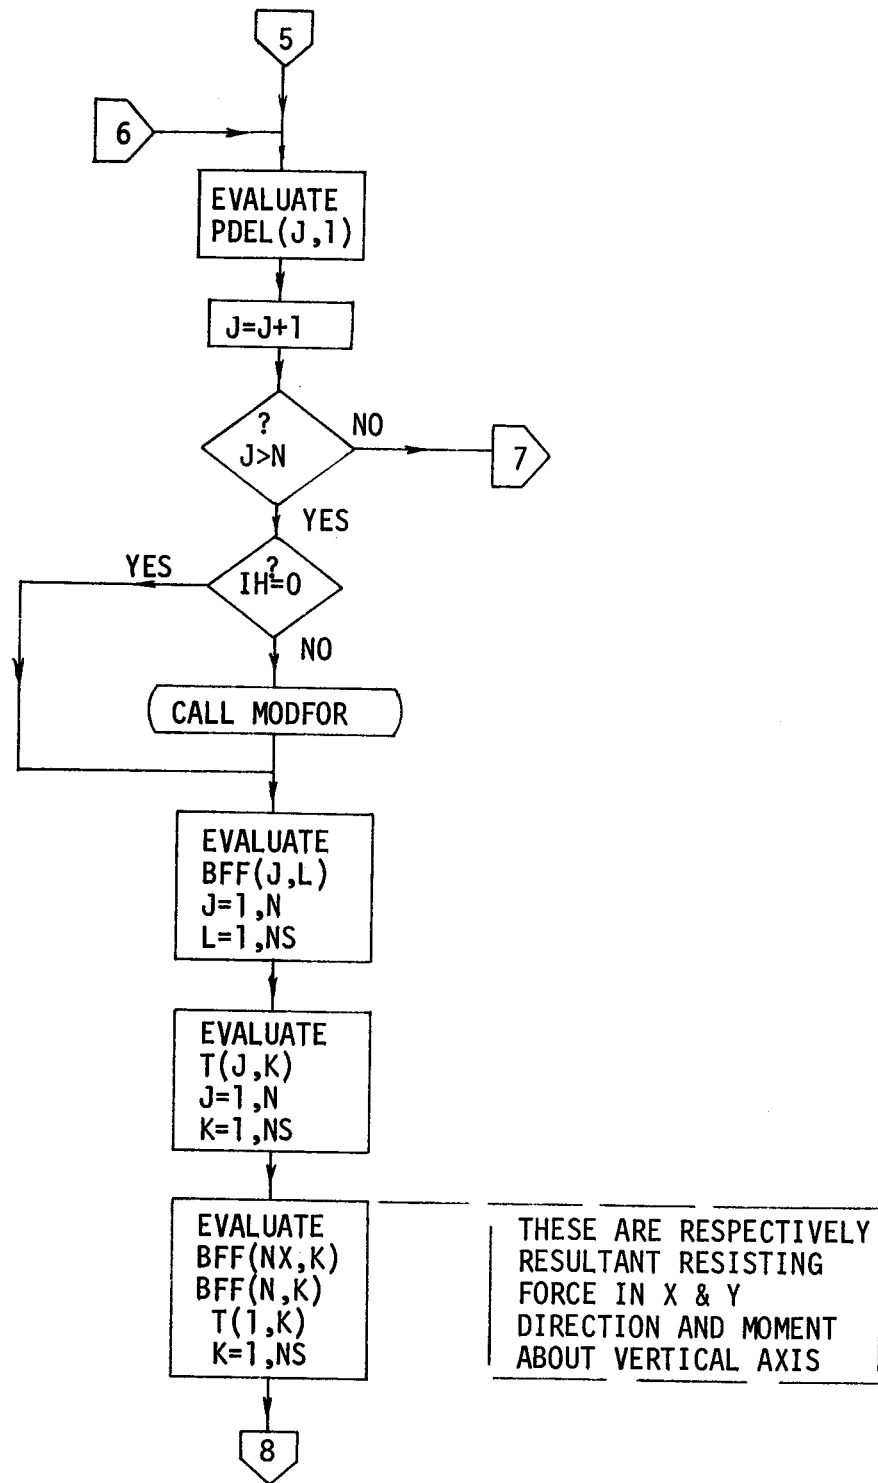 5
6
EVALUATE
PDEL(J,1)
J=J+1
?
J>N
NO
7
YES
?
IH=0
YES
NO
CALL MODFOR
EVALUATE
BFF(J,L)
J=1,N
L=1,NS
EVALUATE
T(J,K)
J=1,N
K=1,NS
EVALUATE
BFF(NX,K)
BFF(N,K)
T(1,K)
K=1,NS
THESE ARE RESPECTIVELY
RESULTANT RESISTING
FORCE IN X & Y
DIRECTION AND MOMENT
ABOUT VERTICAL AXIS
8